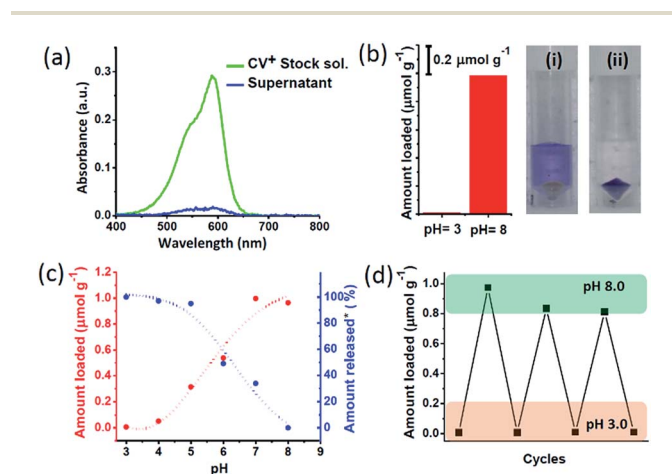 (a)
CV⁺ Stock sol.
Supernatant
0.3
0.2
0.1
0.0
Absorbance (a.u.)
400 500 600 700 800
Wavelength (nm)
(b)
0.2 μmol g⁻¹
Amount loaded (μmol g⁻¹)
pH= 3 pH= 8
(i)
(ii)
(c)
1.2
1.0
0.8
0.6
0.4
0.2
0.0
Amount loaded (μmol g⁻¹)
100
80
60
40
20
0
Amount released* (%)
3 4 5 6 7 8 9
pH
(d)
pH 8.0
pH 3.0
1.0
0.8
0.6
0.4
0.2
0.0
Amount loaded (μmol g⁻¹)
Cycles